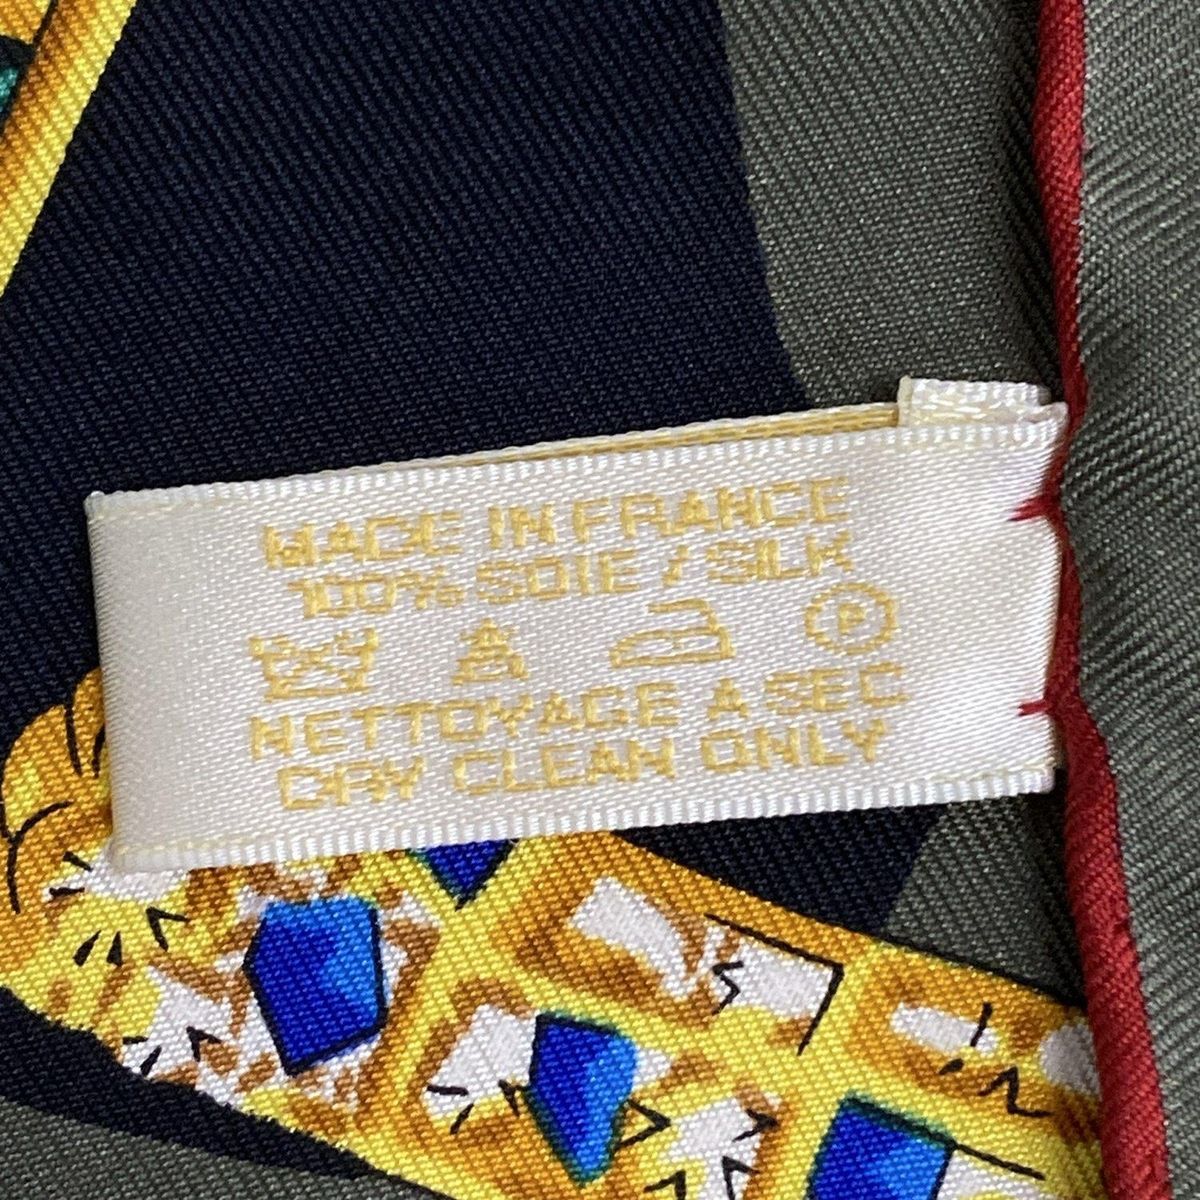 MADE IN FRANCE
100% SOIE / SILK
P
NETTOYAGE A SEC
DRY CLEAN ONLY